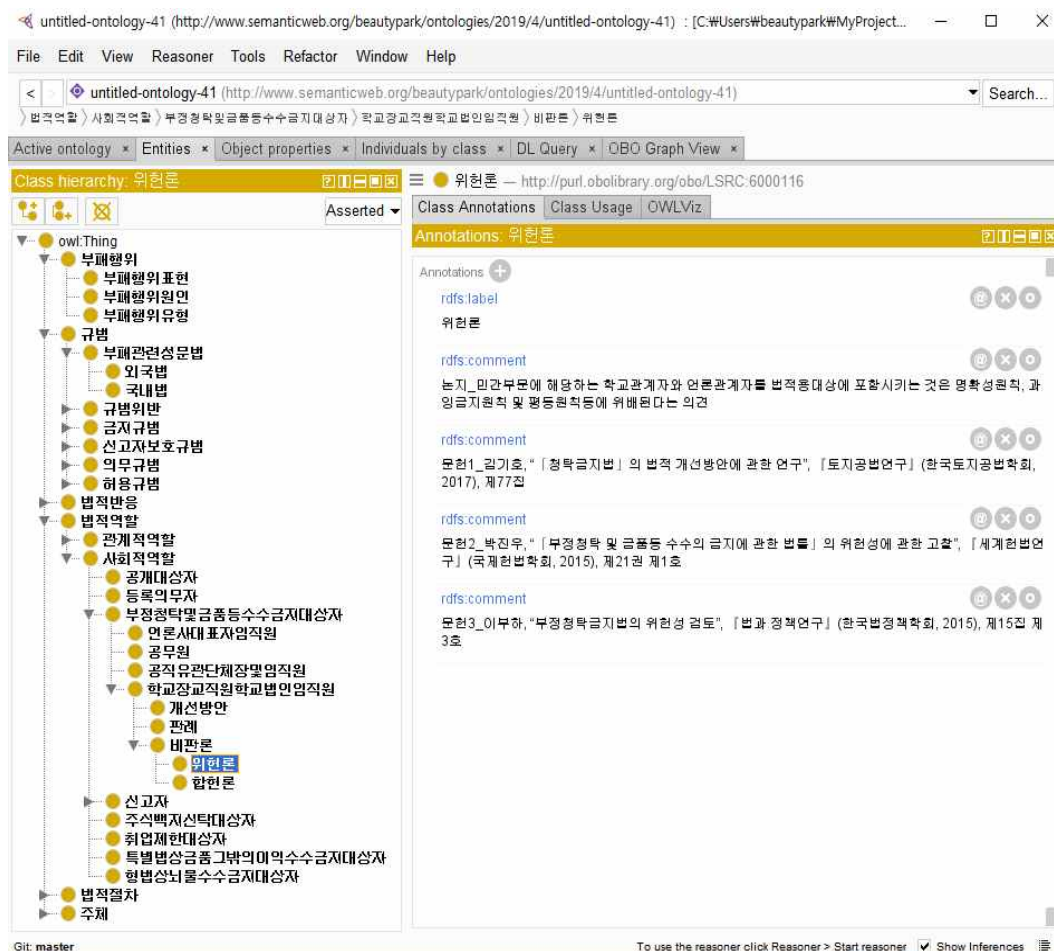 untitled-ontology-41 (http://www.semanticweb.org/beautypark/ontologies/2019/4/untitled-ontology-41) : [C:₩Users₩beautypark₩MyProject...
File Edit View Reasoner Tools Refactor Window Help
< > untitled-ontology-41 (http://www.semanticweb.org/beautypark/ontologies/2019/4/untitled-ontology-41) Search...
〉법적역할〉사회적역할〉부정청탁및금품등수수금지대상자〉학교장교직원학교법인임직원〉비판론〉위헌론
Active ontology × Entities × Object properties × Individuals by class × DL Query × OBO Graph View ×
Class hierarchy: 위헌론
Asserted
owl:Thing
부패행위
부패행위표현
부패행위원인
부패행위유형
규범
부패관련성문법
외국법
국내법
규범위반
금지규범
신고자보호규범
의무규범
허용규범
법적반응
법적역할
관계적역할
사회적역할
공개대상자
등록의무자
부정청탁및금품등수수금지대상자
언론사대표자임직원
공무원
공직유관단체장및임직원
학교장교직원학교법인임직원
개선방안
판례
비판론
위헌론
합헌론
신고자
주식백지신탁대상자
취업제한대상자
특별법상금품그밖의이익수수금지대상자
형법상뇌물수수금지대상자
법적절차
주체
위헌론 — http://purl.obolibrary.org/obo/LSRC:6000116
Class Annotations Class Usage OWLViz
Annotations: 위헌론
Annotations
rdfs:label
위헌론
rdfs:comment
논지_민간부문에 해당하는 학교관계자와 언론관계자를 법적용대상에 포함시키는 것은 명확성원칙, 과
잉금지원칙 및 평등원칙등에 위배된다는 의견
rdfs:comment
문헌1_김기호, “「청탁금지법」의 법적 개선방안에 관한 연구”, 『토지공법연구』(한국토지공법학회,
2017), 제77집
rdfs:comment
문헌2_박진우, “「부정청탁 및 금품등 수수의 금지에 관한 법률」의 위헌성에 관한 고찰”, 『세계헌법연
구』(국제헌법학회, 2015), 제21권 제1호
rdfs:comment
문헌3_이부하, “부정청탁금지법의 위헌성 검토”, 『법과 정책연구』(한국법정책학회, 2015), 제15집 제
3호
Git: master
To use the reasoner click Reasoner > Start reasoner Show Inferences